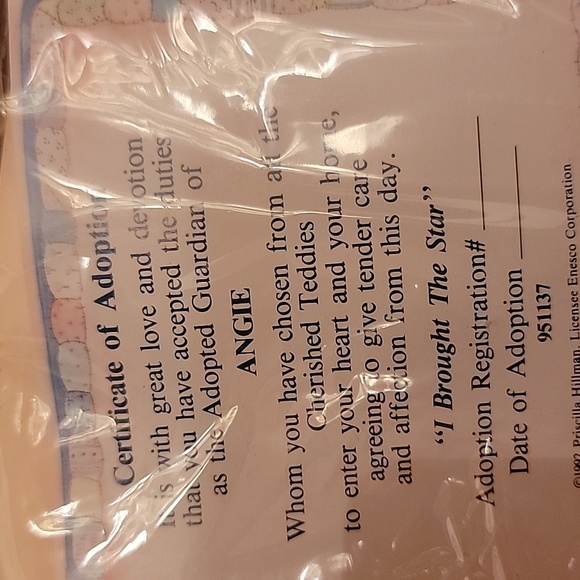 Certificate of Adoption
It is with great love and devotion
that you have accepted the duties
as the Adopted Guardian of
ANGIE
Whom you have chosen from all the
Cherished Teddies
to enter your heart and your home,
agreeing to give tender care
and affection from this day.
“I Brought The Star”
Adoption Registration#
Date of Adoption
951137
©1992 Priscilla Hillman, Licensee Enesco Corporation